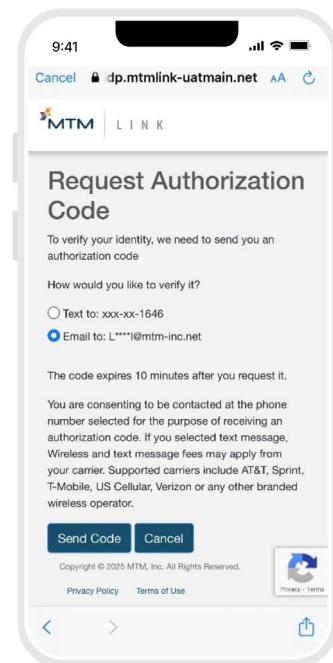 9:41
Cancel dp.mtmlink-uatmain.net AA
MTM LINK
Request Authorization
Code
To verify your identity, we need to send you an
authorization code
How would you like to verify it?
Text to: xxx-xx-1646
Email to: L****l@mtm-inc.net
The code expires 10 minutes after you request it.
You are consenting to be contacted at the phone
number selected for the purpose of receiving an
authorization code. If you selected text message,
Wireless and text message fees may apply from
your carrier. Supported carriers include AT&T, Sprint,
T-Mobile, US Cellular, Verizon or any other branded
wireless operator.
Send Code Cancel
Copyright © 2025 MTM, Inc. All Rights Reserved.
Privacy Policy Terms of Use
Privacy - Terms